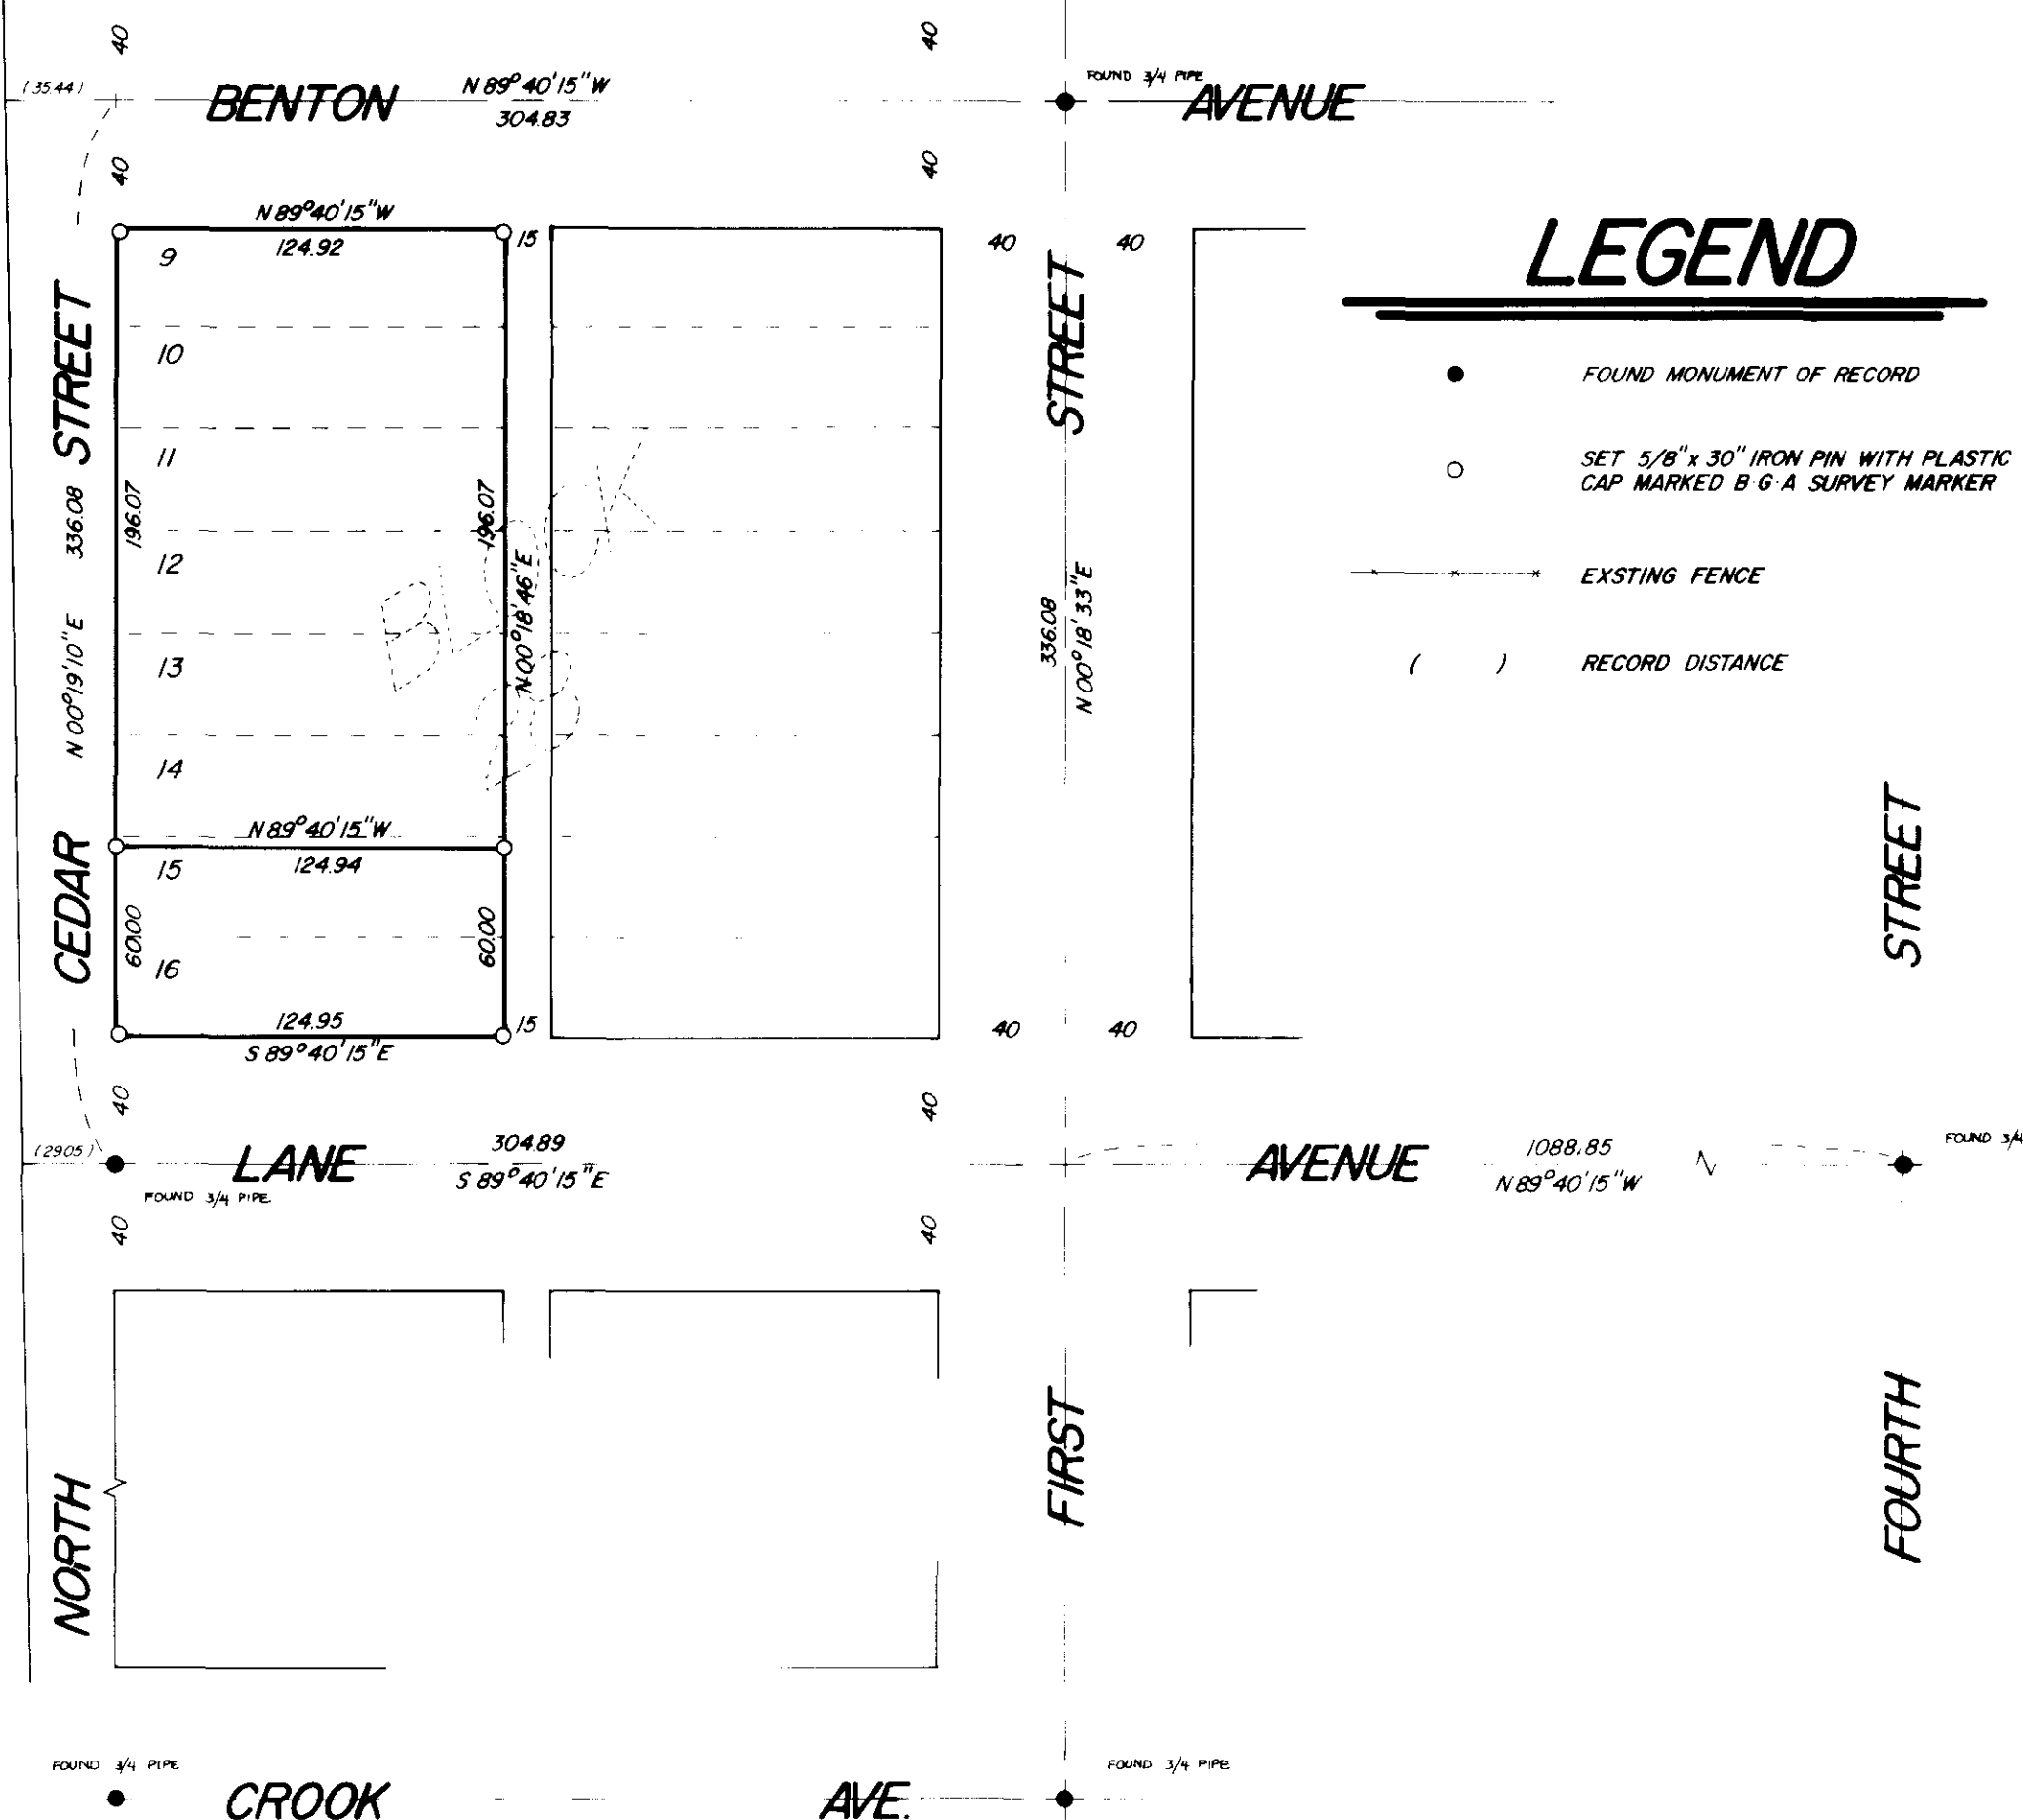 40
40
(35.44)
BENTON
N 89° 40' 15" W
304.83
FOUND 3/4 PIPE
AVENUE
40
40
N 89° 40' 15" W
124.92
15
9
10
11
12
13
14
196.07
196.07
N 00° 18' 46" E
BLOCK
40
40
STREET
336.08
N 00° 18' 33" E
LEGEND
FOUND MONUMENT OF RECORD
SET 5/8" x 30" IRON PIN WITH PLASTIC
CAP MARKED B·G·A SURVEY MARKER
EXSTING FENCE
( )
RECORD DISTANCE
STREET
336.08
N 00° 19' 10" E
CEDAR
N 89° 40' 15" W
124.94
15
16
60.00
60.00
124.95
S 89° 40' 15" E
15
40
40
STREET
40
40
(29.05)
LANE
304.89
S 89° 40' 15" E
FOUND 3/4 PIPE
AVENUE
1088.85
N 89° 40' 15" W
FOUND 3/4
40
40
NORTH
FIRST
FOURTH
FOUND 3/4 PIPE
FOUND 3/4 PIPE
CROOK
AVE.